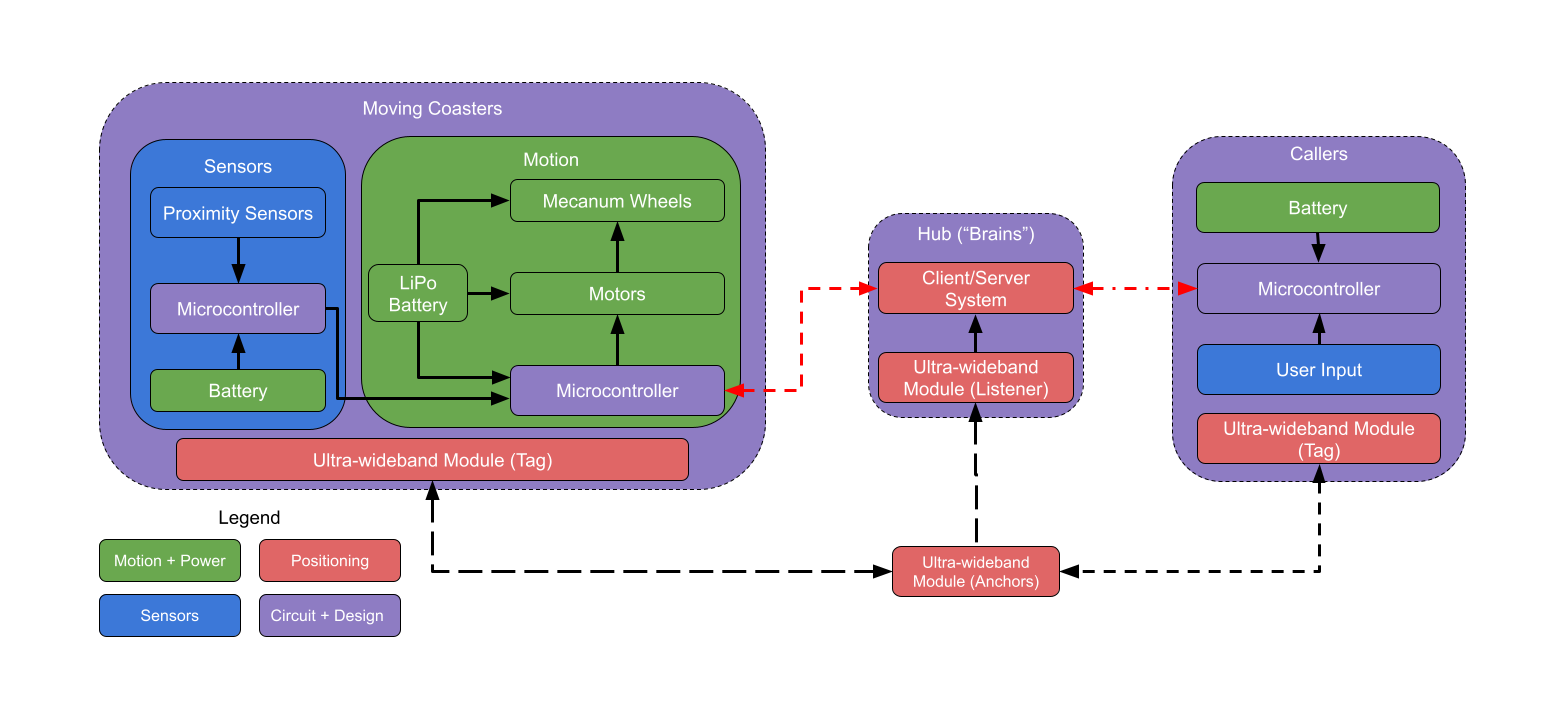 Moving Coasters
Sensors
Proximity Sensors
Microcontroller
Battery
Motion
Mecanum Wheels
LiPo
Battery
Motors
Microcontroller
Ultra-wideband Module (Tag)
Hub (“Brains”)
Client/Server
System
Ultra-wideband
Module (Listener)
Callers
Battery
Microcontroller
User Input
Ultra-wideband Module
(Tag)
Ultra-wideband
Module (Anchors)
Legend
Motion + Power
Positioning
Sensors
Circuit + Design